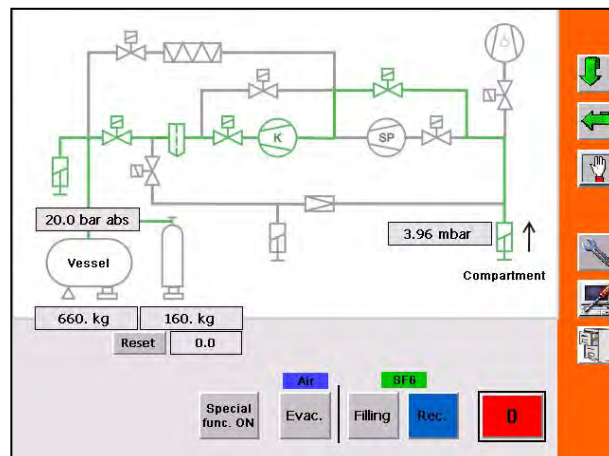 K
SP
20.0 bar abs
3.96 mbar
Vessel
Compartment
660. kg
160. kg
Reset
0.0
Air
SF6
Special
func. ON
Evac.
Filling
Rec.
0